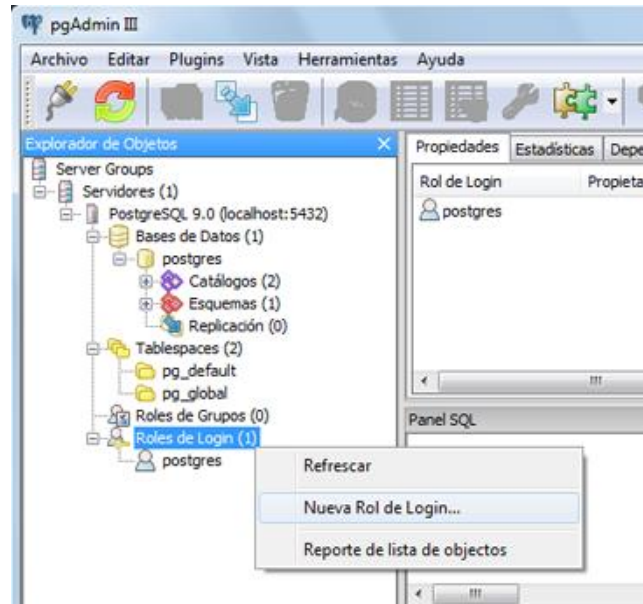 pgAdmin III
Archivo Editar Plugins Vista Herramientas Ayuda
Explorador de Objetos
Server Groups
Servidores (1)
PostgreSQL 9.0 (localhost:5432)
Bases de Datos (1)
postgres
Catálogos (2)
Esquemas (1)
Replicación (0)
Tablespaces (2)
pg_default
pg_global
Roles de Grupos (0)
Roles de Login (1)
postgres
Propiedades Estadísticas Depe
Rol de Login Propieta
postgres
Panel SQL
Refrescar
Nueva Rol de Login...
Reporte de lista de objectos